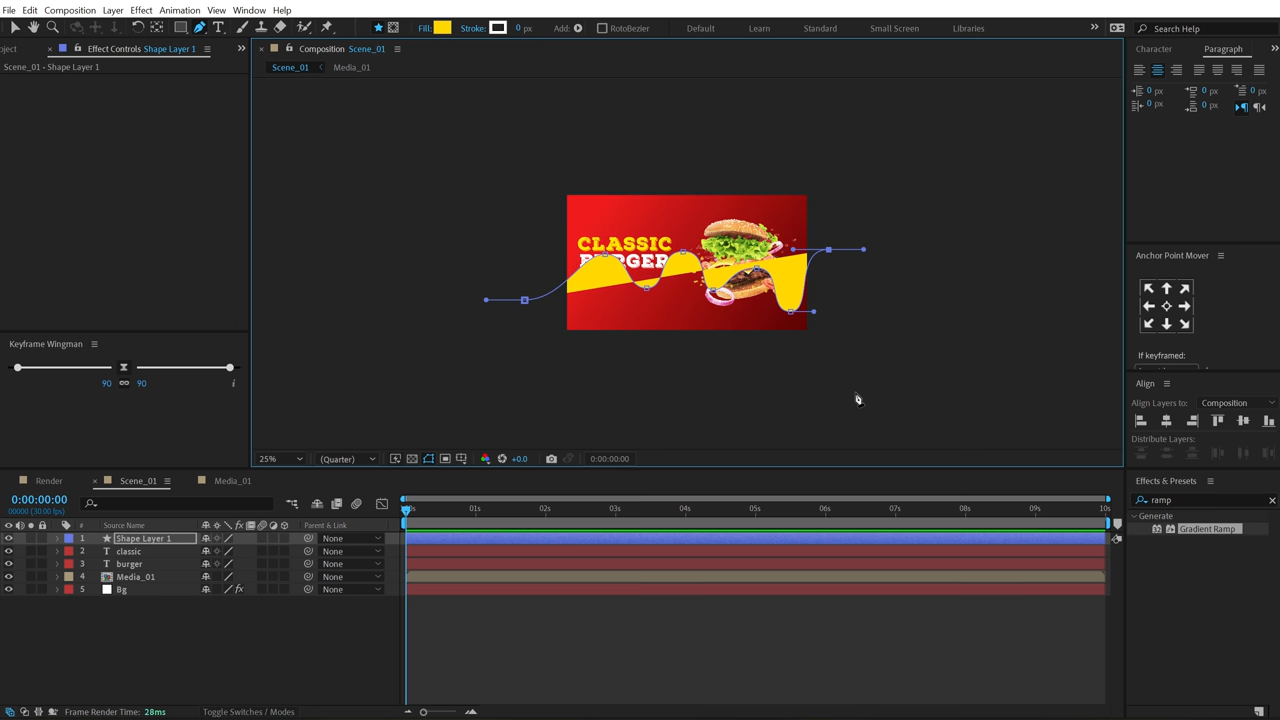 File Edit Composition Layer Effect Animation View Window Help
Fill: Stroke: 0 px Add: RotoBezier Default Learn Standard Small Screen Libraries Search Help
ject Effect Controls Shape Layer 1 Composition Scene_01 Character Paragraph
Scene_01 • Shape Layer 1 Scene_01 Media_01
0 px 0 px 0 px
0 px 0 px
CLASSIC
BURGER
Anchor Point Mover
Keyframe Wingman
If keyframed:
90 90 i
Align
Align Layers to: Composition
Distribute Layers:
25% (Quarter) +0.0 0:00:00:00
Render Scene_01 Media_01 Effects & Presets
0:00:00:00
00000 (30.00 fps)
ramp
# Source Name fx Parent & Link 01s 02s 03s 04s 05s 06s 07s 08s 09s 10s
Generate
Gradient Ramp
1 Shape Layer 1 None
2 T classic None
3 T burger None
4 Media_01 None
5 Bg fx None
Frame Render Time: 28ms Toggle Switches / Modes